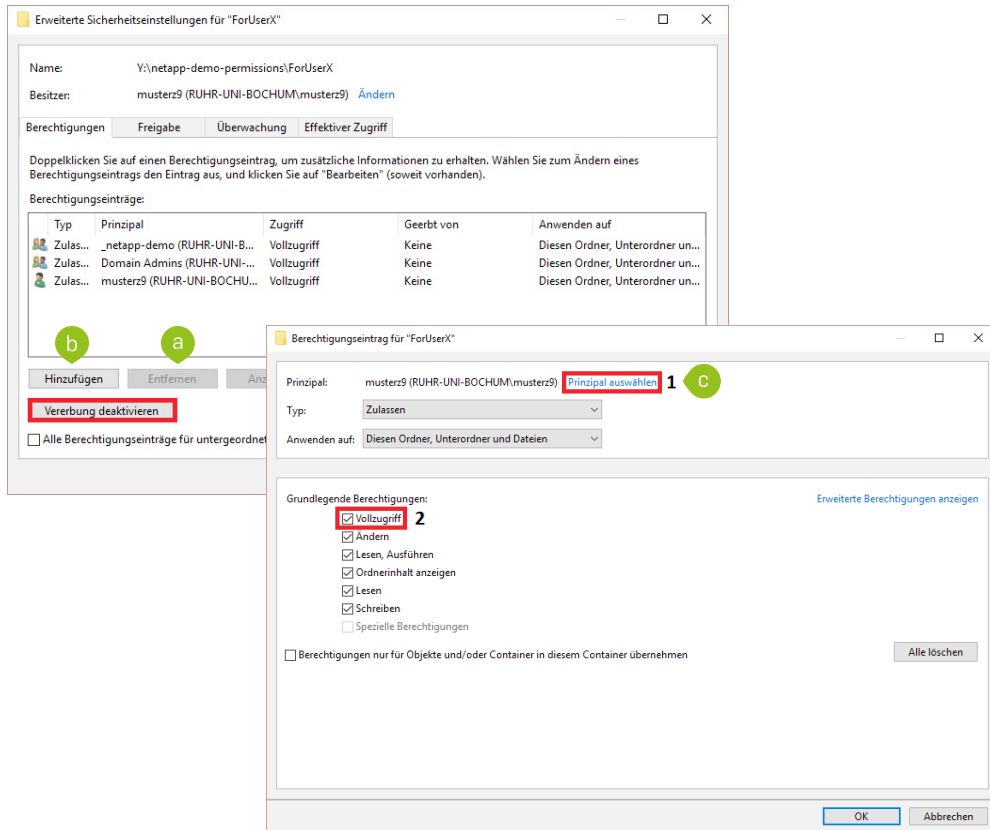 Erweiterte Sicherheitseinstellungen für "ForUserX"
Name: Y:\netapp-demo-permissions\ForUserX
Besitzer: musterz9 (RUHR-UNI-BOCHUM\musterz9) Ändern
Berechtigungen Freigabe Überwachung Effektiver Zugriff
Doppelklicken Sie auf einen Berechtigungseintrag, um zusätzliche Informationen zu erhalten. Wählen Sie zum Ändern eines
Berechtigungseintrags den Eintrag aus, und klicken Sie auf "Bearbeiten" (soweit vorhanden).
Berechtigungseinträge:
Typ Prinzipal Zugriff Geerbt von Anwenden auf
Zulas... _netapp-demo (RUHR-UNI-B... Vollzugriff Keine Diesen Ordner, Unterordner un...
Zulas... Domain Admins (RUHR-UNI-... Vollzugriff Keine Diesen Ordner, Unterordner un...
Zulas... musterz9 (RUHR-UNI-BOCHU... Vollzugriff Keine Diesen Ordner, Unterordner un...
b a
Hinzufügen Entfernen Anz
Vererbung deaktivieren
Alle Berechtigungseinträge für untergeordnet
Berechtigungseintrag für "ForUserX"
Prinzipal: musterz9 (RUHR-UNI-BOCHUM\musterz9) Prinzipal auswählen 1 c
Typ: Zulassen
Anwenden auf: Diesen Ordner, Unterordner und Dateien
Grundlegende Berechtigungen: Erweiterte Berechtigungen anzeigen
Vollzugriff 2
Ändern
Lesen, Ausführen
Ordnerinhalt anzeigen
Lesen
Schreiben
Spezielle Berechtigungen
Berechtigungen nur für Objekte und/oder Container in diesem Container übernehmen
Alle löschen
OK Abbrechen